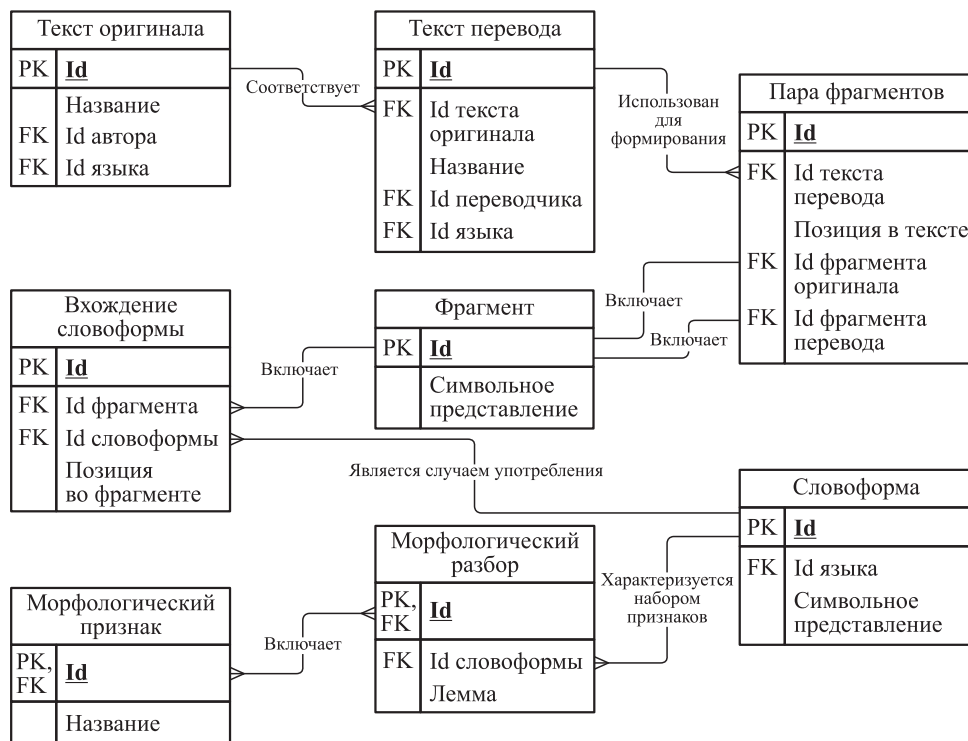 Текст оригинала
PK Id
Название
FK Id автора
FK Id языка
Соответствует
Текст перевода
PK Id
FK Id текста
оригинала
Название
FK Id переводчика
FK Id языка
Использован
для
формирования
Пара фрагментов
PK Id
FK Id текста
перевода
Позиция в тексте
FK Id фрагмента
оригинала
FK Id фрагмента
перевода
Вхождение
словоформы
PK Id
FK Id фрагмента
FK Id словоформы
Позиция
во фрагменте
Включает
Фрагмент
PK Id
Символьное
представление
Включает
Включает
Является случаем употребления
Словоформа
PK Id
FK Id языка
Символьное
представление
Морфологический
признак
PK,
FK Id
Название
Включает
Морфологический
разбор
PK,
FK Id
FK Id словоформы
Лемма
Характеризуется
набором
признаков